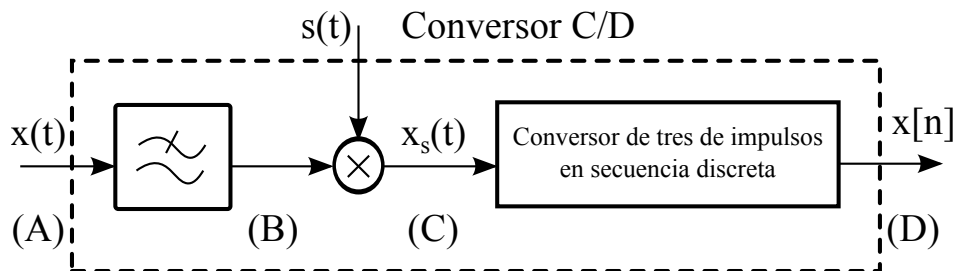 s(t)
Conversor C/D
x(t)
x_s(t)
Conversor de tres de impulsos
en secuencia discreta
x[n]
(A)
(B)
(C)
(D)